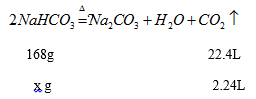 2NaHCO₃ ≜ Na₂CO₃ + H₂O + CO₂ ↑
168g 22.4L
x g 2.24L